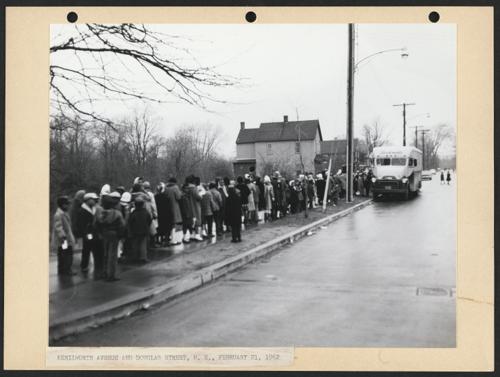 KENILWORTH AVENUE AND DOUGLAS STREET, N. E., FEBRUARY 21, 1962